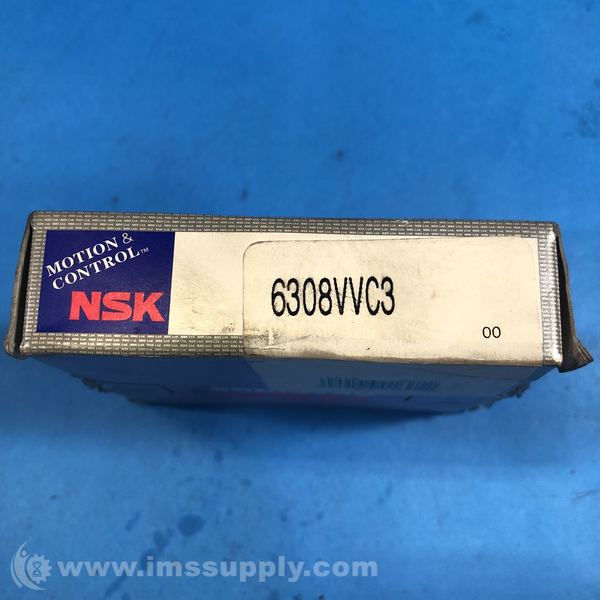 MOTION &
CONTROL™
NSK
6308VVC3
00
www.imssupply.com